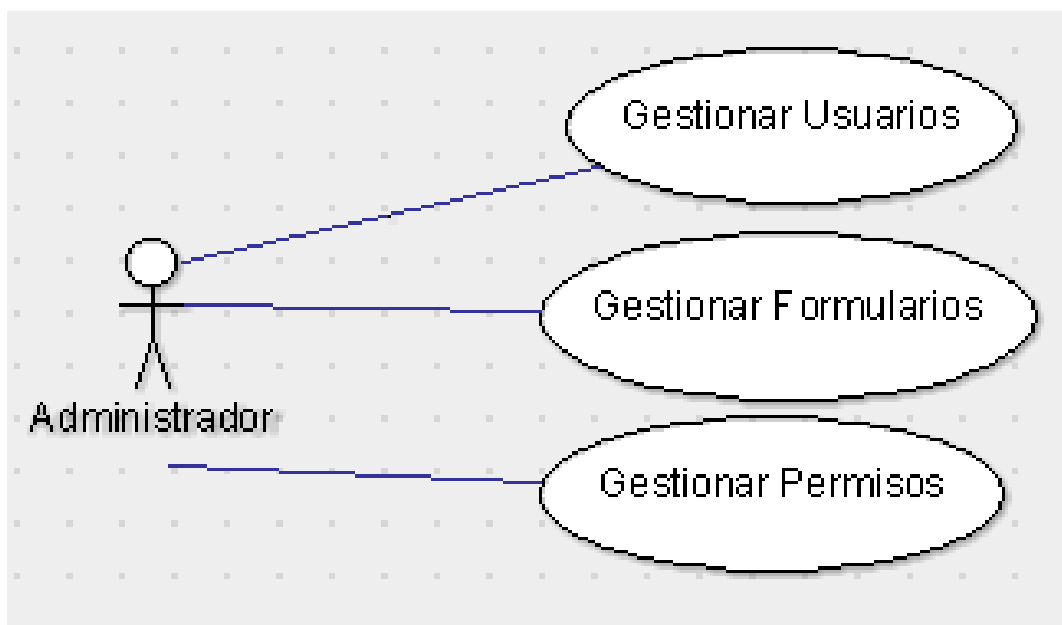 Gestionar Usuarios
Gestionar Formularios
Administrador
Gestionar Permisos